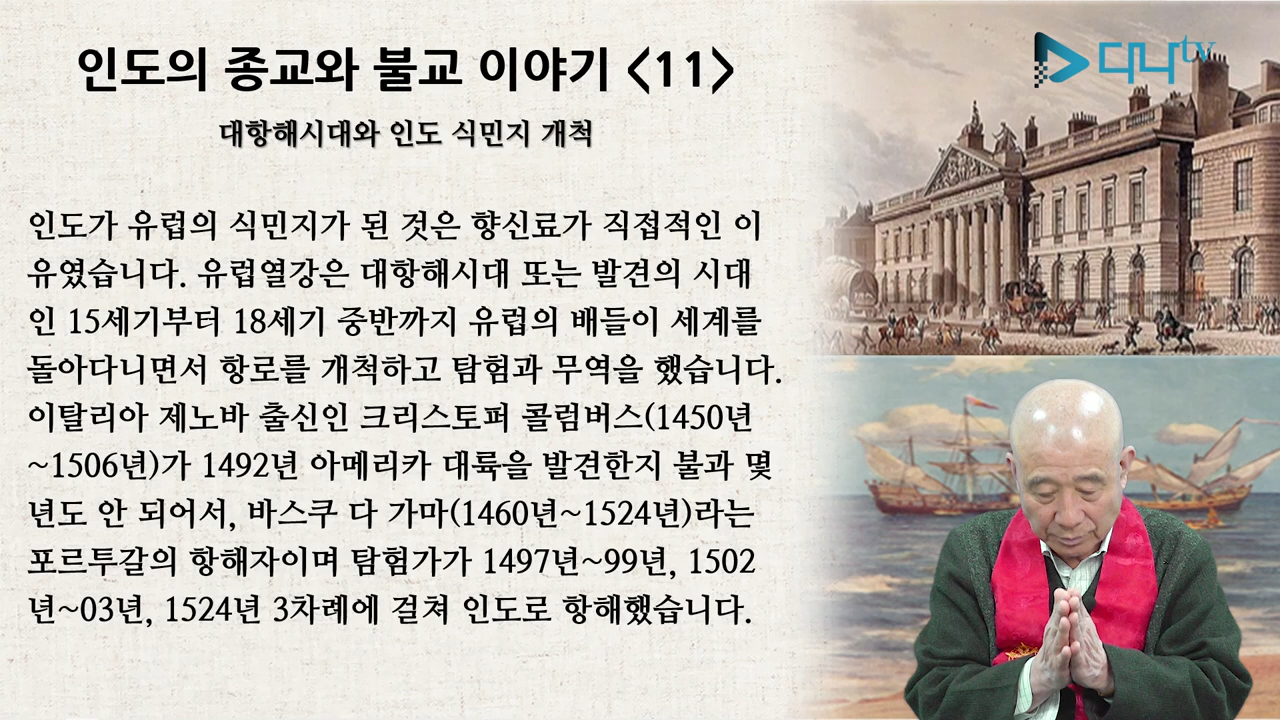 인도의 종교와 불교 이야기 <11>
다나tv
대항해시대와 인도 식민지 개척
인도가 유럽의 식민지가 된 것은 향신료가 직접적인 이
유였습니다. 유럽열강은 대항해시대 또는 발견의 시대
인 15세기부터 18세기 중반까지 유럽의 배들이 세계를
돌아다니면서 항로를 개척하고 탐험과 무역을 했습니다.
이탈리아 제노바 출신인 크리스토퍼 콜럼버스(1450년
~1506년)가 1492년 아메리카 대륙을 발견한지 불과 몇
년도 안 되어서, 바스쿠 다 가마(1460년~1524년)라는
포르투갈의 항해자이며 탐험가가 1497년~99년, 1502
년~03년, 1524년 3차례에 걸쳐 인도로 항해했습니다.